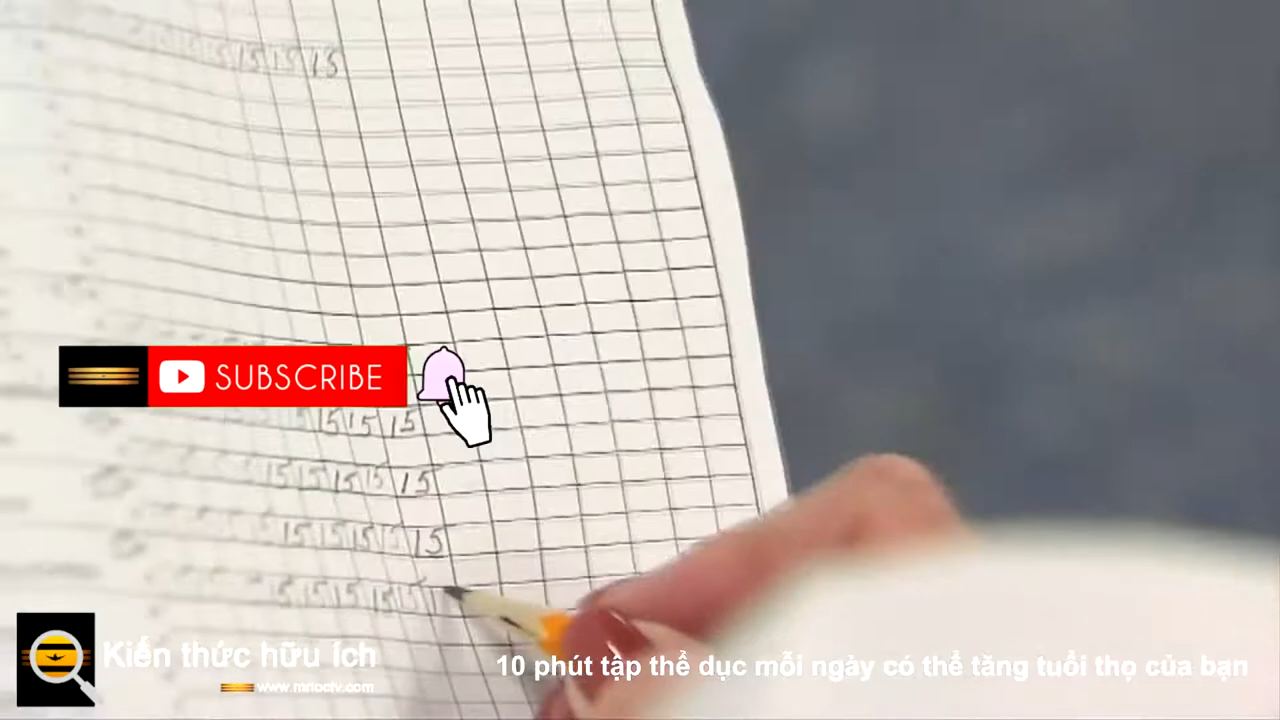 15 15 15
SUBSCRIBE
15 15 15
15 15 15 15 15
15 15 15 15 15
15 15 15 15 15
Kiến thức hữu ích
www.mrloctv.com
10 phút tập thể dục mỗi ngày có thể tăng tuổi thọ của bạn